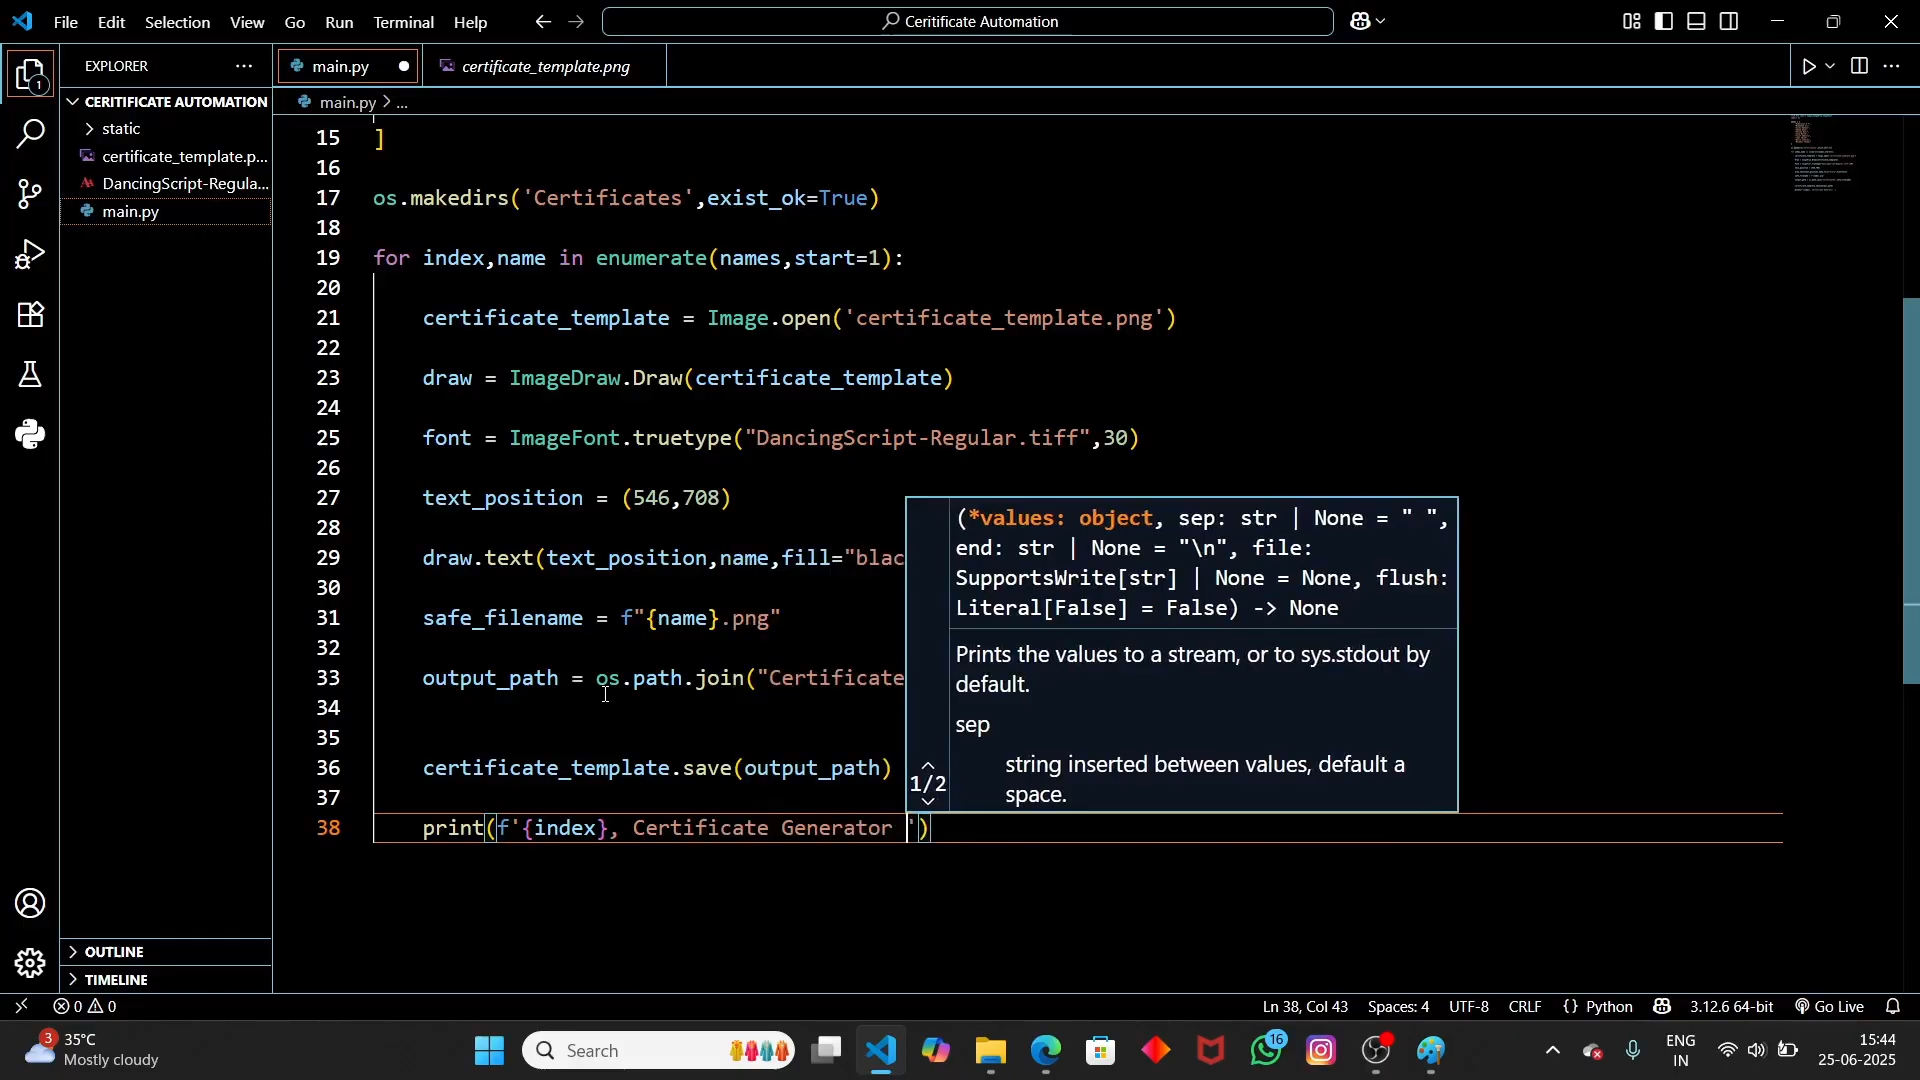 File Edit Selection View Go Run Terminal Help
Ceritificate Automation
EXPLORER
main.py
certificate_template.png
CERITIFICATE AUTOMATION
main.py > ...
static
certificate_template.p...
DancingScript-Regula...
main.py
15 ]
16
17 os.makedirs('Certificates',exist_ok=True)
18
19 for index,name in enumerate(names,start=1):
20
21 certificate_template = Image.open('certificate_template.png')
22
23 draw = ImageDraw.Draw(certificate_template)
24
25 font = ImageFont.truetype("DancingScript-Regular.tiff",30)
26
27 text_position = (546,708)
28
29 draw.text(text_position,name,fill="blac
30
31 safe_filename = f"{name}.png"
32
33 output_path = os.path.join("Certificate
34
35
36 certificate_template.save(output_path)
37
38 print(f'{index}, Certificate Generator ')
(*values: object, sep: str | None = " ",
end: str | None = "\n", file:
SupportsWrite[str] | None = None, flush:
Literal[False] = False) -> None
Prints the values to a stream, or to sys.stdout by
default.
sep
string inserted between values, default a
space.
1/2
OUTLINE
TIMELINE
0 0
Ln 38, Col 43 Spaces: 4 UTF-8 CRLF {} Python 3.12.6 64-bit Go Live
3
35°C
Mostly cloudy
Search
16
ENG
IN
15:44
25-06-2025